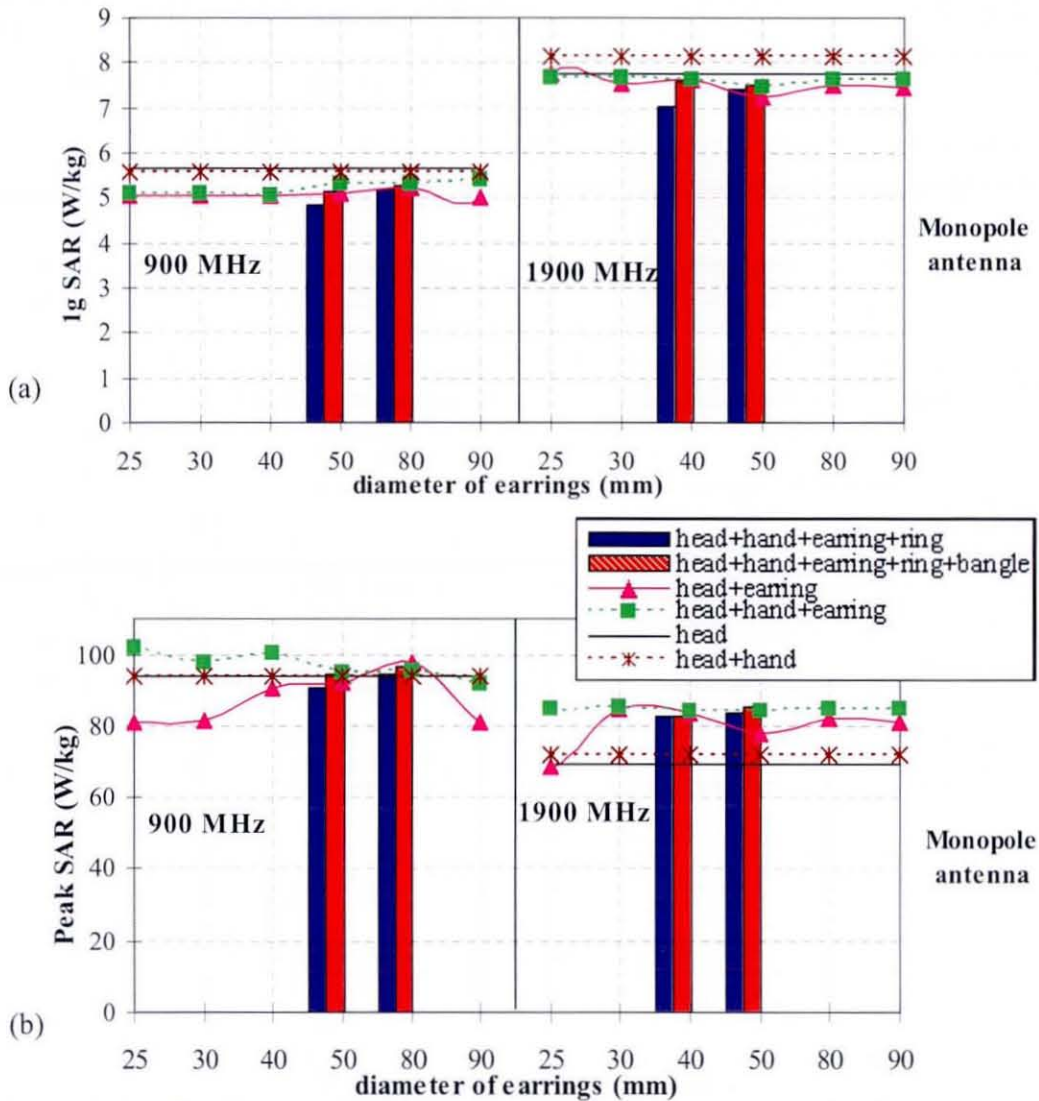 9
8
7
6
5
4
3
2
1
0
1g SAR (W/kg)
900 MHz
1900 MHz
Monopole
antenna
(a)
25 30 40 50 80 90 25 30 40 50 80 90
diameter of earrings (mm)
head+hand+earring+ring
head+hand+earring+ring+bangle
head+earring
head+hand+earring
head
head+hand
100
80
60
40
20
0
Peak SAR (W/kg)
900 MHz
1900 MHz
Monopole
antenna
(b)
25 30 40 50 80 90 25 30 40 50 80 90
diameter of earrings (mm)